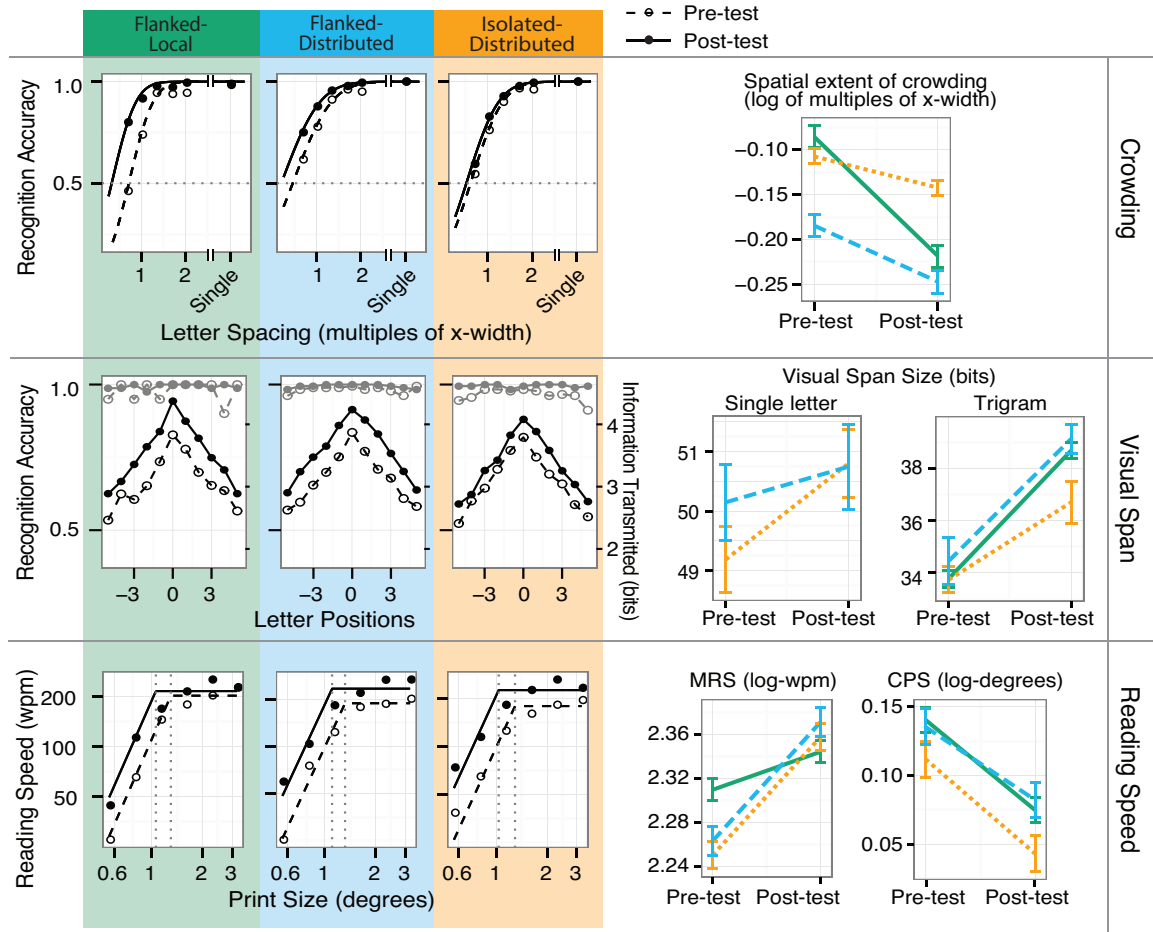 Flanked-
Local
Flanked-
Distributed
Isolated-
Distributed
Pre-test
Post-test
Recognition Accuracy
1.0
0.5
1
2
Single
1
2
Single
1
2
Single
Letter Spacing (multiples of x-width)
Spatial extent of crowding
(log of multiples of x-width)
−0.10
−0.15
−0.20
−0.25
Pre-test
Post-test
Crowding
Recognition Accuracy
1.0
0.5
−3
0
3
−3
0
3
−3
0
3
Letter Positions
4
3
2
Information Transmitted (bits)
Visual Span Size (bits)
Single letter
51
50
49
Pre-test
Post-test
Trigram
38
36
34
Pre-test
Post-test
Visual Span
Reading Speed (wpm)
200
100
50
0.6
1
2
3
0.6
1
2
3
0.6
1
2
3
Print Size (degrees)
MRS (log-wpm)
2.36
2.32
2.28
2.24
Pre-test
Post-test
CPS (log-degrees)
0.15
0.10
0.05
Pre-test
Post-test
Reading Speed